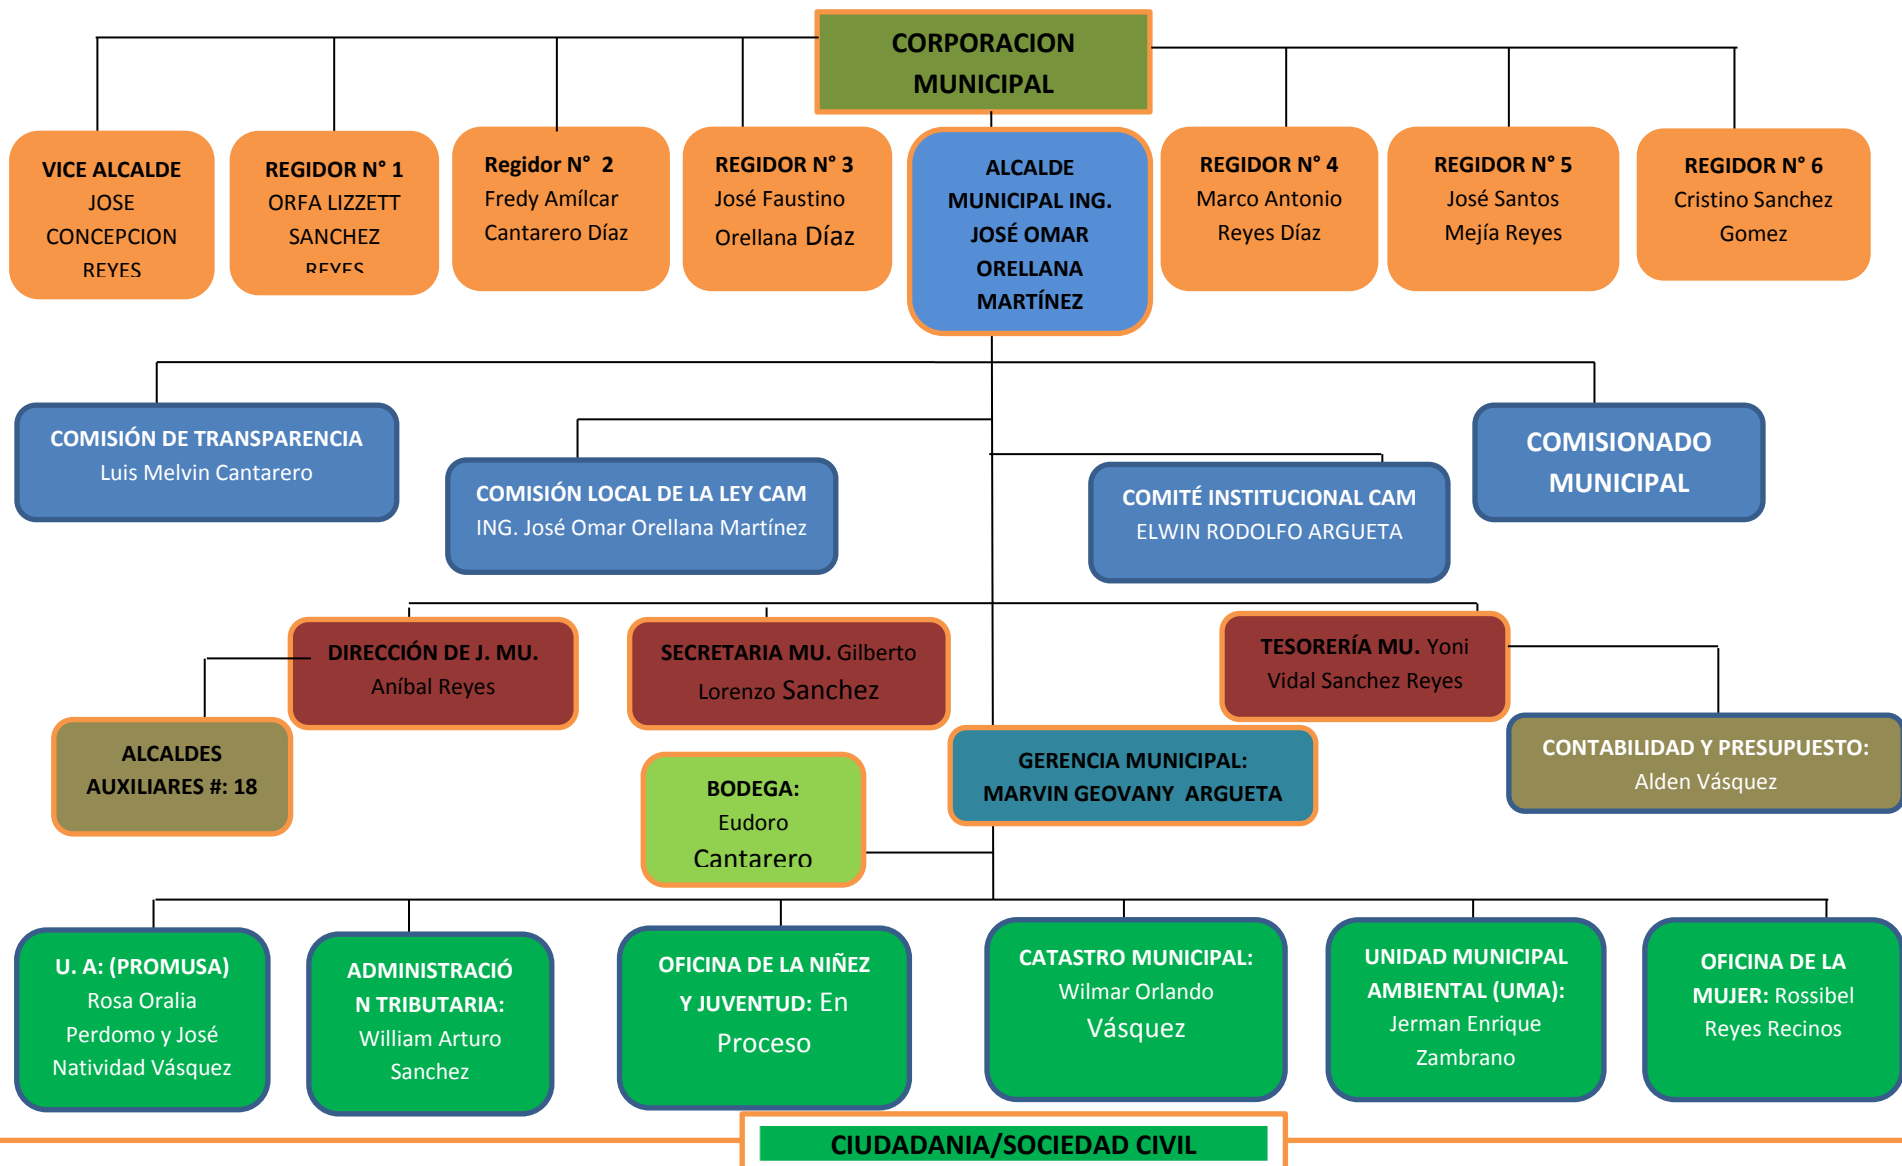 CORPORACION
MUNICIPAL
VICE ALCALDE
JOSE
CONCEPCION
REYES
REGIDOR N° 1
ORFA LIZZETT
SANCHEZ
REYES
Regidor N° 2
Fredy Amílcar
Cantarero Díaz
REGIDOR N° 3
José Faustino
Orellana Díaz
ALCALDE
MUNICIPAL ING.
JOSÉ OMAR
ORELLANA
MARTÍNEZ
REGIDOR N° 4
Marco Antonio
Reyes Díaz
REGIDOR N° 5
José Santos
Mejía Reyes
REGIDOR N° 6
Cristino Sanchez
Gomez
COMISIÓN DE TRANSPARENCIA
Luis Melvin Cantarero
COMISIÓN LOCAL DE LA LEY CAM
ING. José Omar Orellana Martínez
COMITÉ INSTITUCIONAL CAM
ELWIN RODOLFO ARGUETA
COMISIONADO
MUNICIPAL
DIRECCIÓN DE J. MU.
Aníbal Reyes
SECRETARIA MU. Gilberto
Lorenzo Sanchez
TESORERÍA MU. Yoni
Vidal Sanchez Reyes
ALCALDES
AUXILIARES #: 18
BODEGA:
Eudoro
Cantarero
GERENCIA MUNICIPAL:
MARVIN GEOVANY ARGUETA
CONTABILIDAD Y PRESUPUESTO:
Alden Vásquez
U. A: (PROMUSA)
Rosa Oralia
Perdomo y José
Natividad Vásquez
ADMINISTRACIÓ
N TRIBUTARIA:
William Arturo
Sanchez
OFICINA DE LA NIÑEZ
Y JUVENTUD: En
Proceso
CATASTRO MUNICIPAL:
Wilmar Orlando
Vásquez
UNIDAD MUNICIPAL
AMBIENTAL (UMA):
Jerman Enrique
Zambrano
OFICINA DE LA
MUJER: Rossibel
Reyes Recinos
CIUDADANIA/SOCIEDAD CIVIL